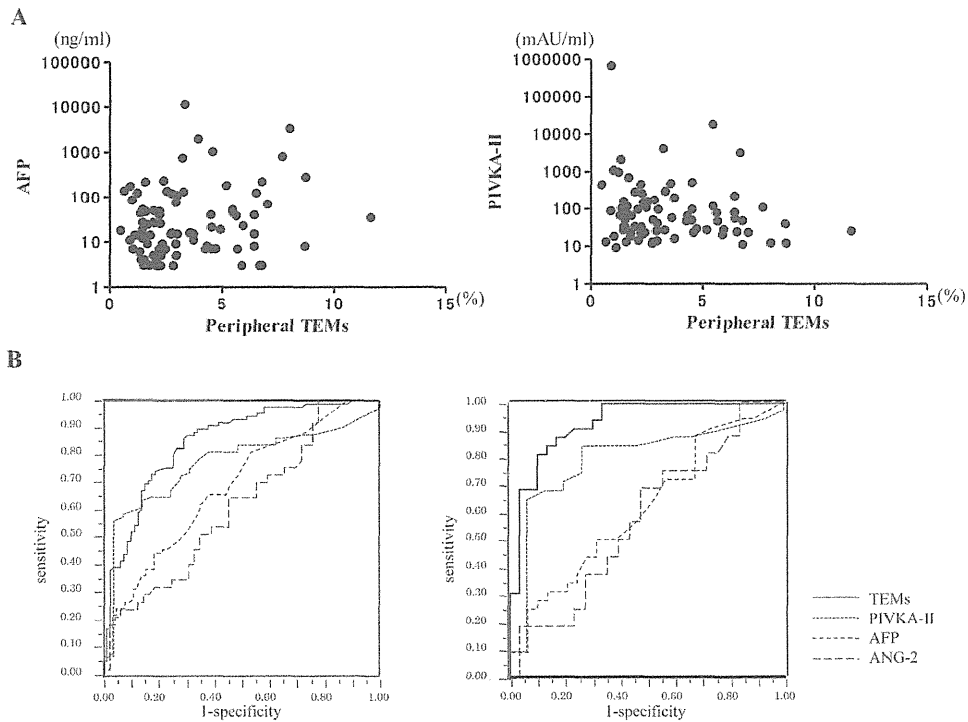 A
(ng/ml)
100000
10000
1000
100
10
1
AFP
0 5 10 15 (%)
Peripheral TEMs
(mAU/ml)
1000000
100000
10000
1000
100
10
1
PIVKA-II
0 5 10 15 (%)
Peripheral TEMs
B
1.00
0.90
0.80
0.70
0.60
0.50
0.40
0.30
0.20
0.10
0.00
sensitivity
0.00 0.20 0.40 0.60 0.80 1.00
1-specificity
1.00
0.90
0.80
0.70
0.60
0.50
0.40
0.30
0.20
0.10
0.00
sensitivity
0.00 0.20 0.40 0.60 0.80 1.00
1-specificity
TEMs
PIVKA-II
AFP
ANG-2